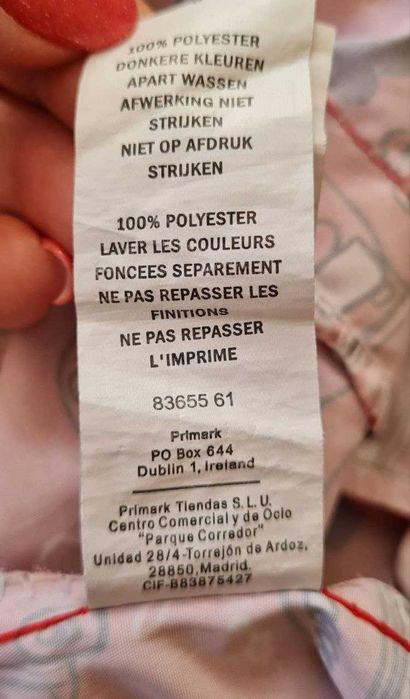 100% POLYESTER
DONKERE KLEUREN
APART WASSEN
AFWERKING NIET
STRIJKEN
NIET OP AFDRUK
STRIJKEN
100% POLYESTER
LAVER LES COULEURS
FONCEES SEPAREMENT
NE PAS REPASSER LES
FINITIONS
NE PAS REPASSER
L'IMPRIME
83655 61
Primark
PO Box 644
Dublin 1, Ireland
Primark Tiendas S.L.U.
Centro Comercial y de Ocio
"Parque Corredor"
Unidad 28/4-Torrejón de Ardoz,
28850, Madrid.
CIF-B83875427